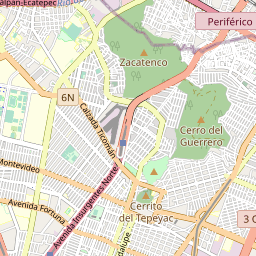 alpan-Ecatepec
Periférico
Zacatenco
6N
Calzada Ticomán
Cerro del
Guerrero
Montevideo
Avenida Fortuna
Cerrito
del Tepeyac
Avenida Insurgentes Norte
3 O